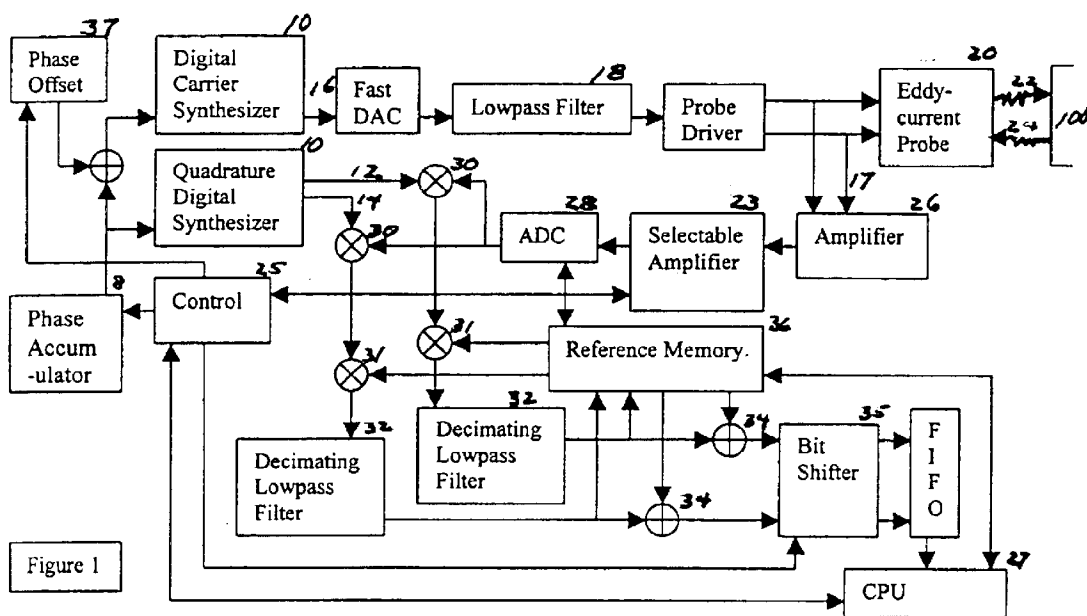 37
Phase
Offset
10
Digital
Carrier
Synthesizer
16
Fast
DAC
18
Lowpass Filter
Probe
Driver
20
Eddy-
current
Probe
22
24
100
10
Quadrature
Digital
Synthesizer
12
14
30
30
28
ADC
23
Selectable
Amplifier
17
26
Amplifier
8
Phase
Accum
-ulator
25
Control
31
31
36
Reference Memory.
32
Decimating
Lowpass
Filter
32
Decimating
Lowpass
Filter
34
34
35
Bit
Shifter
F
I
F
O
27
CPU
Figure 1